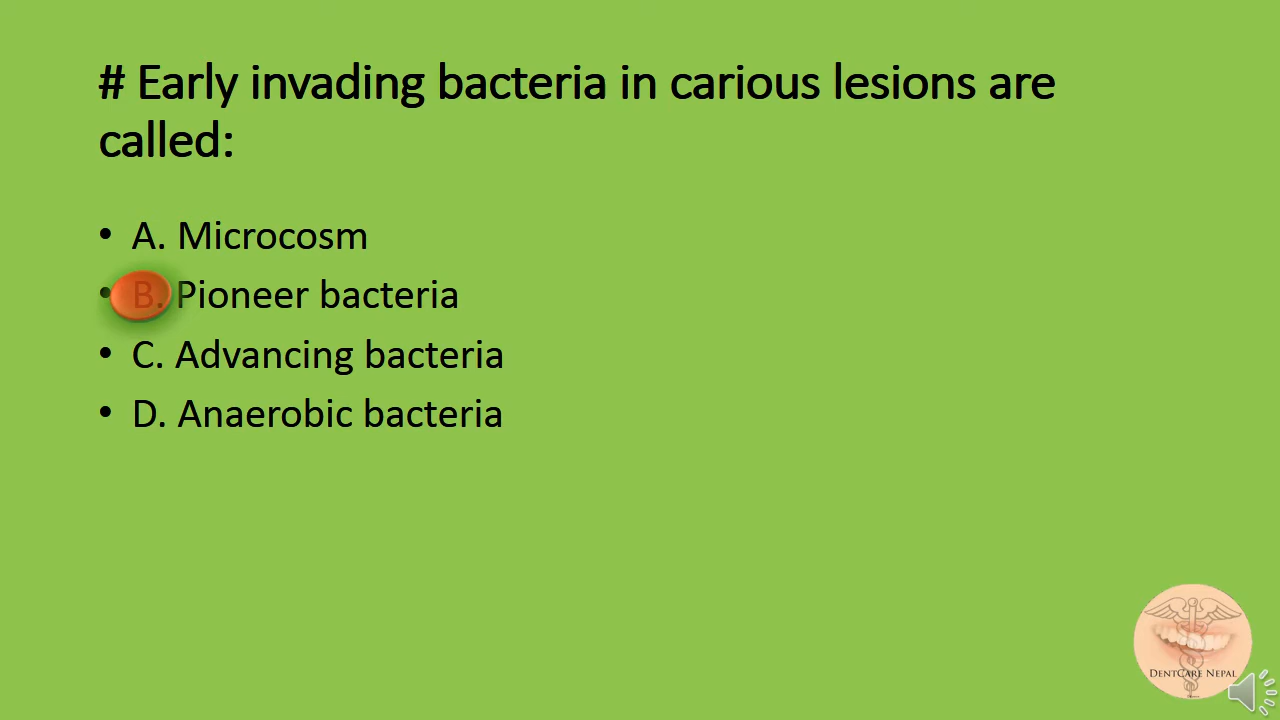 # Early invading bacteria in carious lesions are
called:
• A. Microcosm
• B. Pioneer bacteria
• C. Advancing bacteria
• D. Anaerobic bacteria
DENTCARE NEPAL